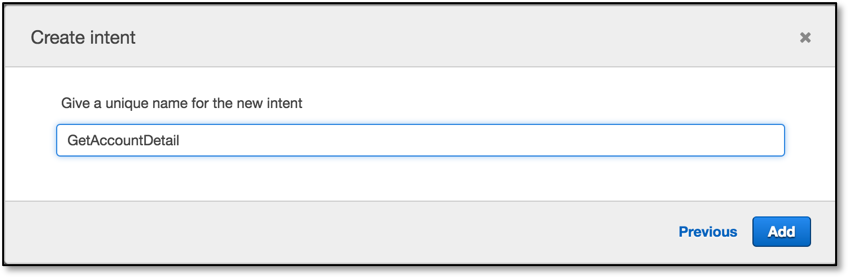 Create intent
Give a unique name for the new intent
GetAccountDetail
Previous Add